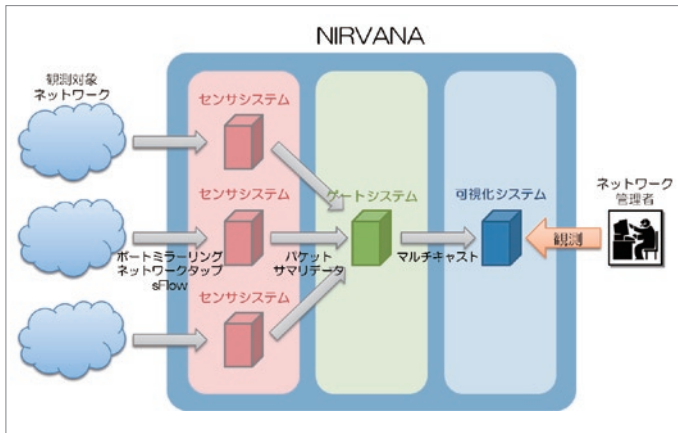 NIRVANA
観測対象
ネットワーク
センサシステム
センサシステム
センサシステム
ゲートシステム
可視化システム
ネットワーク
管理者
観測
ポートミラーリング
ネットワークタップ
sFlow
パケット
サマリデータ
マルチキャスト